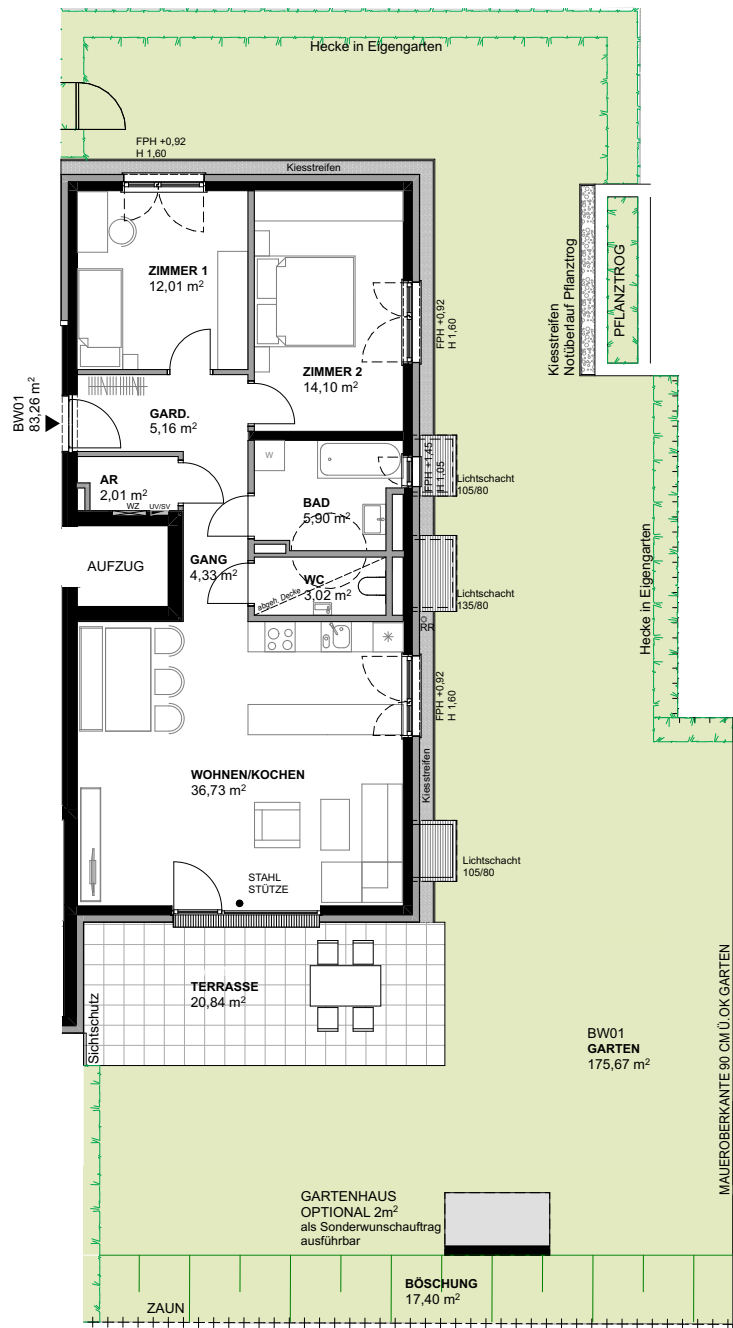 Hecke in Eigengarten
FPH +0,92
H 1,60
Kiesstreifen
ZIMMER 1
12,01 m²
Kiesstreifen
Notüberlauf Pflanztrog
PFLANZTROG
FPH +0,92
H 1,60
ZIMMER 2
14,10 m²
BW01
83,26 m²
GARD.
5,16 m²
AR
2,01 m²
WZ
UV/SV
W
BAD
5,90 m²
FPH +1,45
H 1,05
Lichtschacht
105/80
AUFZUG
GANG
4,33 m²
WC
3,02 m²
abgeh. Decke
Lichtschacht
135/80
RR
Hecke in Eigengarten
FPH +0,92
H 1,60
WOHNEN/KOCHEN
36,73 m²
Kiesstreifen
STAHL
STÜTZE
Lichtschacht
105/80
TERRASSE
20,84 m²
Sichtschutz
BW01
GARTEN
175,67 m²
MAUEROBERKANTE 90 CM Ü.OK GARTEN
GARTENHAUS
OPTIONAL 2m²
als Sonderwunschauftrag
ausführbar
BÖSCHUNG
17,40 m²
ZAUN